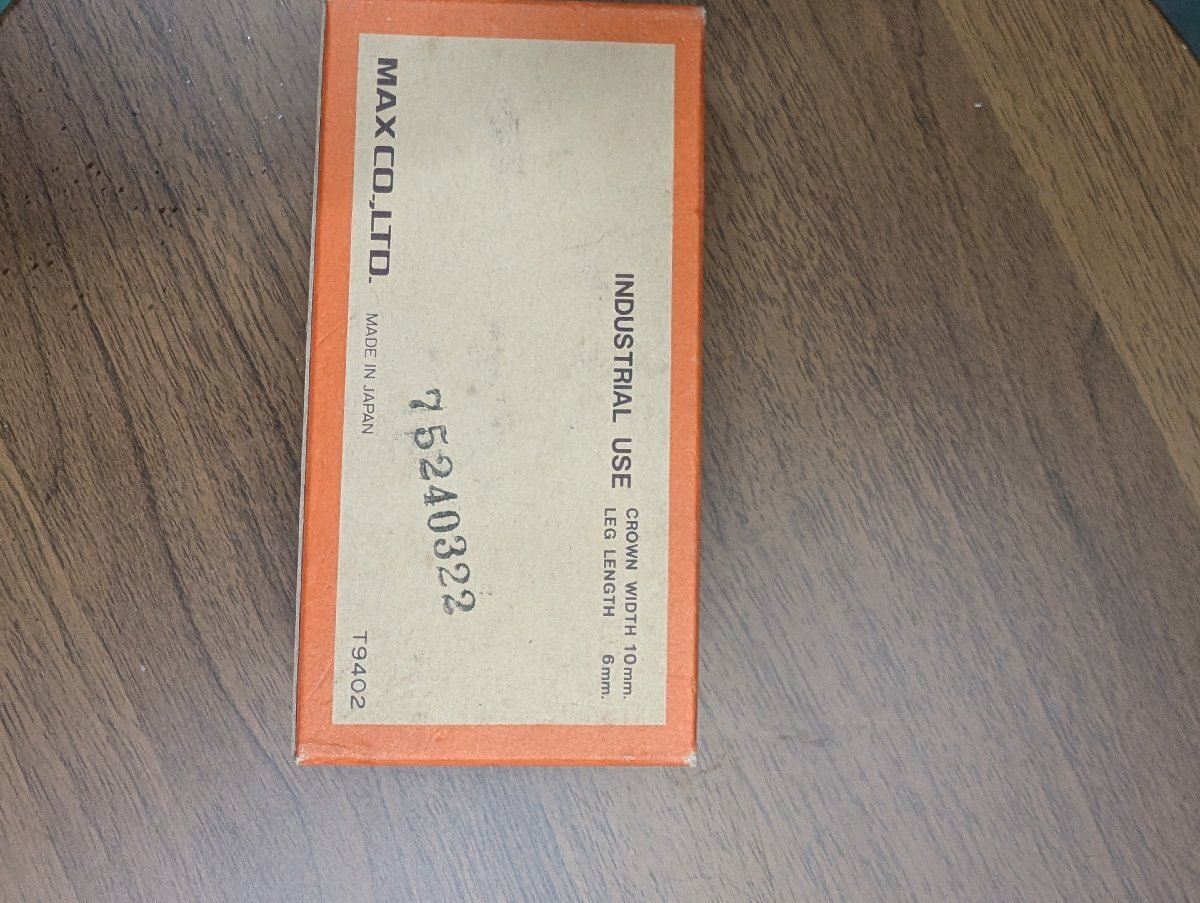 INDUSTRIAL USE
CROWN WIDTH 10mm.
LEG LENGTH 6mm.
75240322
MAX CO.,LTD. MADE IN JAPAN T9402